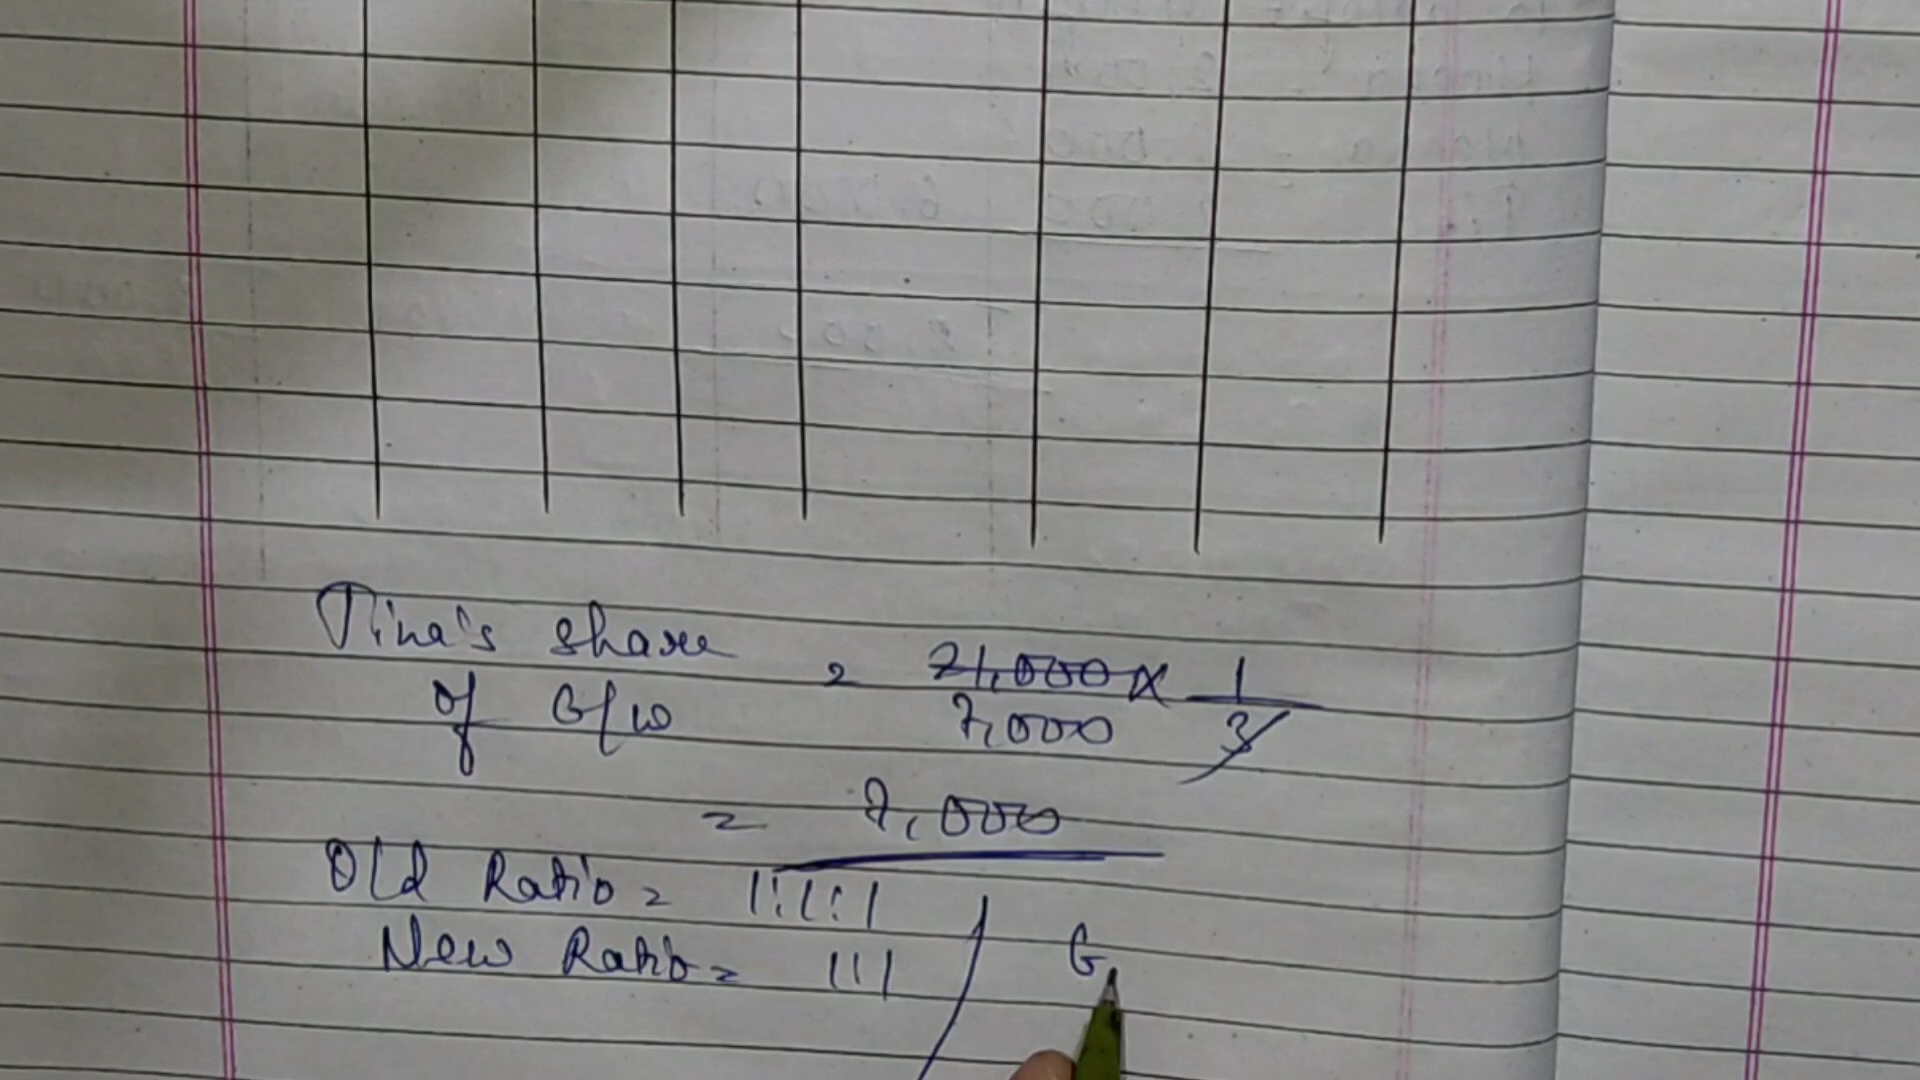 Tina's share = 21,000 × 1/3
of G/w 7,000
= 7,000
Old Ratio = 1:1:1 / G
New Ratio = 1:1